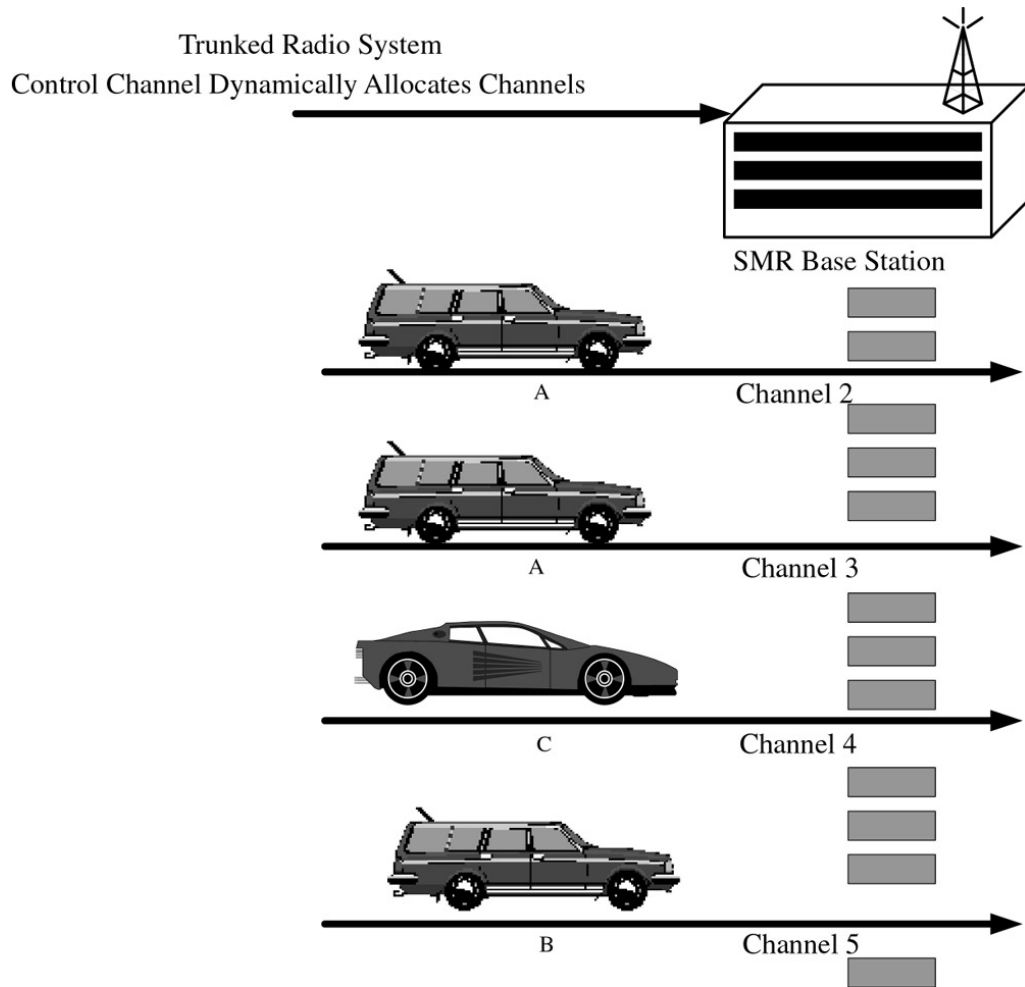 Trunked Radio System
Control Channel Dynamically Allocates Channels
SMR Base Station
A
Channel 2
A
Channel 3
C
Channel 4
B
Channel 5